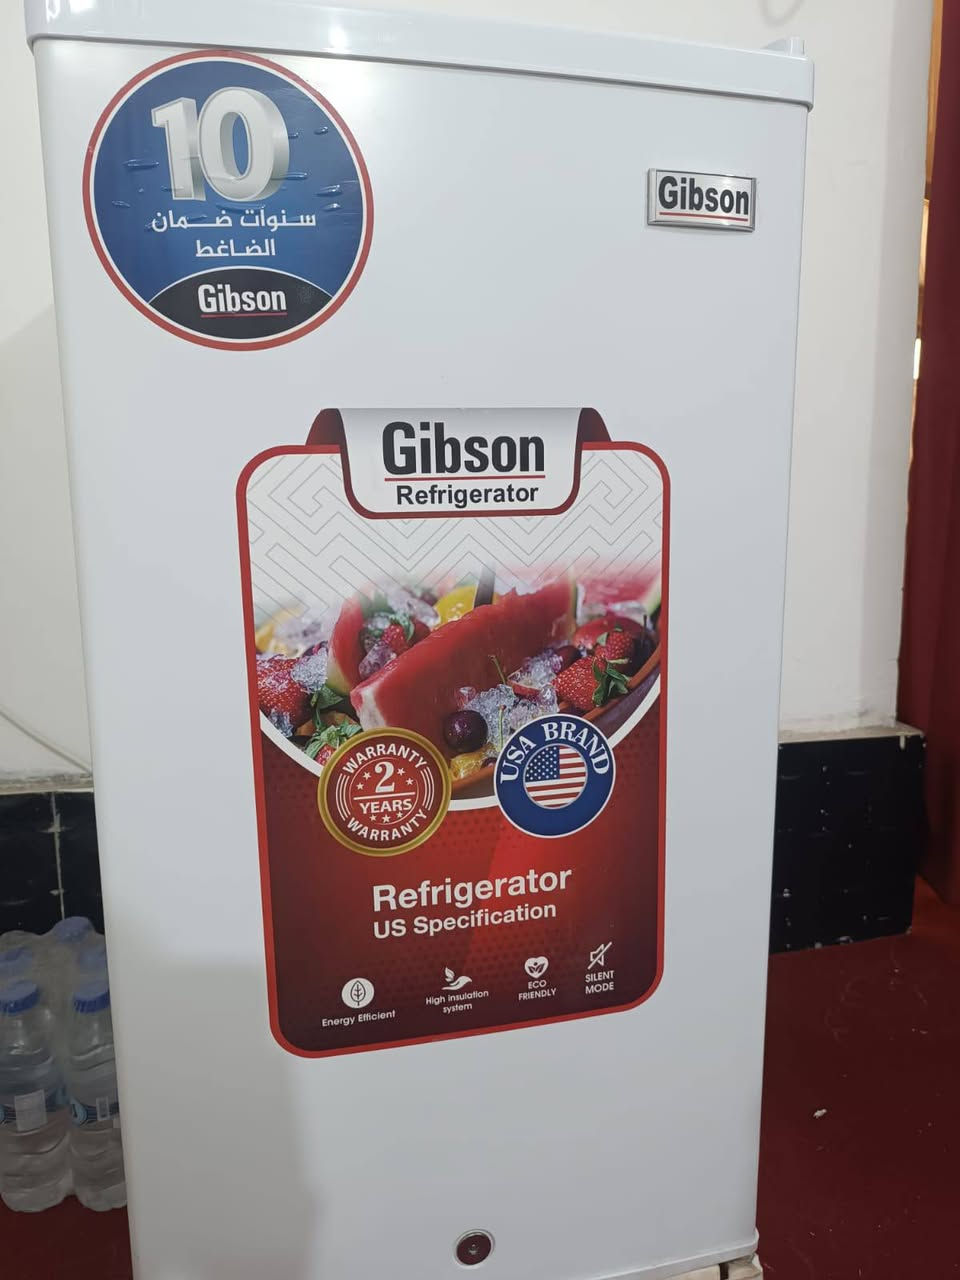 10
سنوات ضمان
الضاغط
Gibson
Gibson
Gibson
Refrigerator
WARRANTY
2
YEARS
WARRANTY
USA BRAND
Refrigerator
US Specification
Energy Efficient
High insulation
system
ECO
FRIENDLY
SILENT
MODE